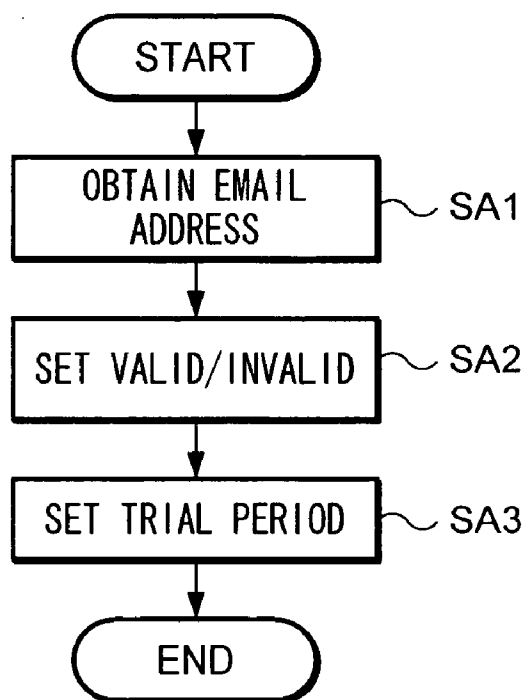 START
OBTAIN EMAIL
ADDRESS
SA1
SET VALID/INVALID
SA2
SET TRIAL PERIOD
SA3
END